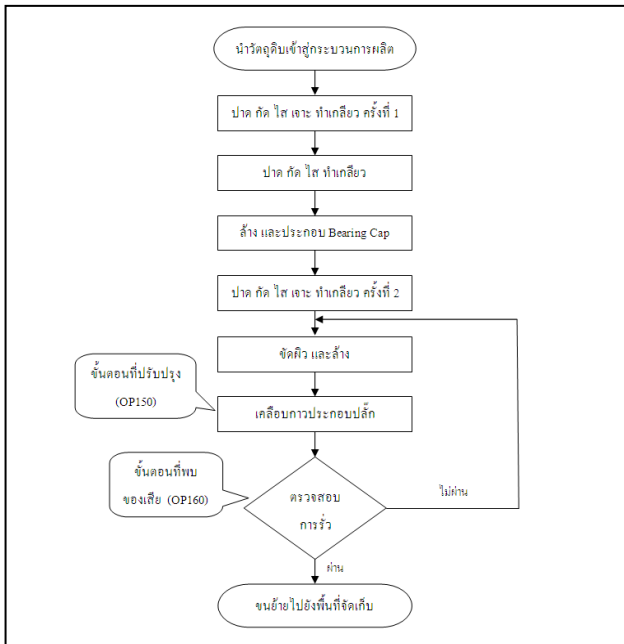 นำวัตถุดิบเข้าสู่กระบวนการผลิต
ปาด กัด ไส เจาะ ทำเกลียว ครั้งที่ 1
ปาด กัด ไส ทำเกลียว
ล้าง และประกอบ Bearing Cap
ปาด กัด ไส เจาะ ทำเกลียว ครั้งที่ 2
ขัดผิว และล้าง
ขั้นตอนที่ปรับปรุง
(OP150)
เคลือบกาวประกอบปลั๊ก
ขั้นตอนที่พบ
ของเสีย (OP160)
ตรวจสอบ
การรั่ว
ไม่ผ่าน
ผ่าน
ขนย้ายไปยังพื้นที่จัดเก็บ